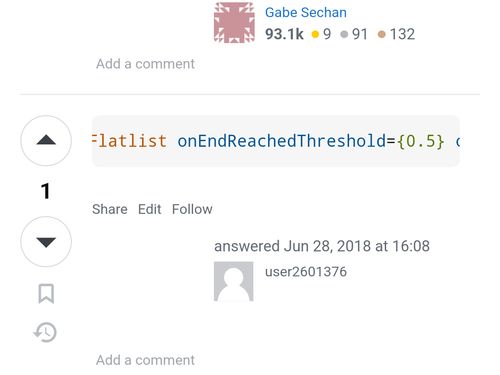 Gabe Sechan
93.1k 9 91 132
Add a comment
Flatlist onEndReachedThreshold={0.5}
1
Share Edit Follow
answered Jun 28, 2018 at 16:08
user2601376
Add a comment